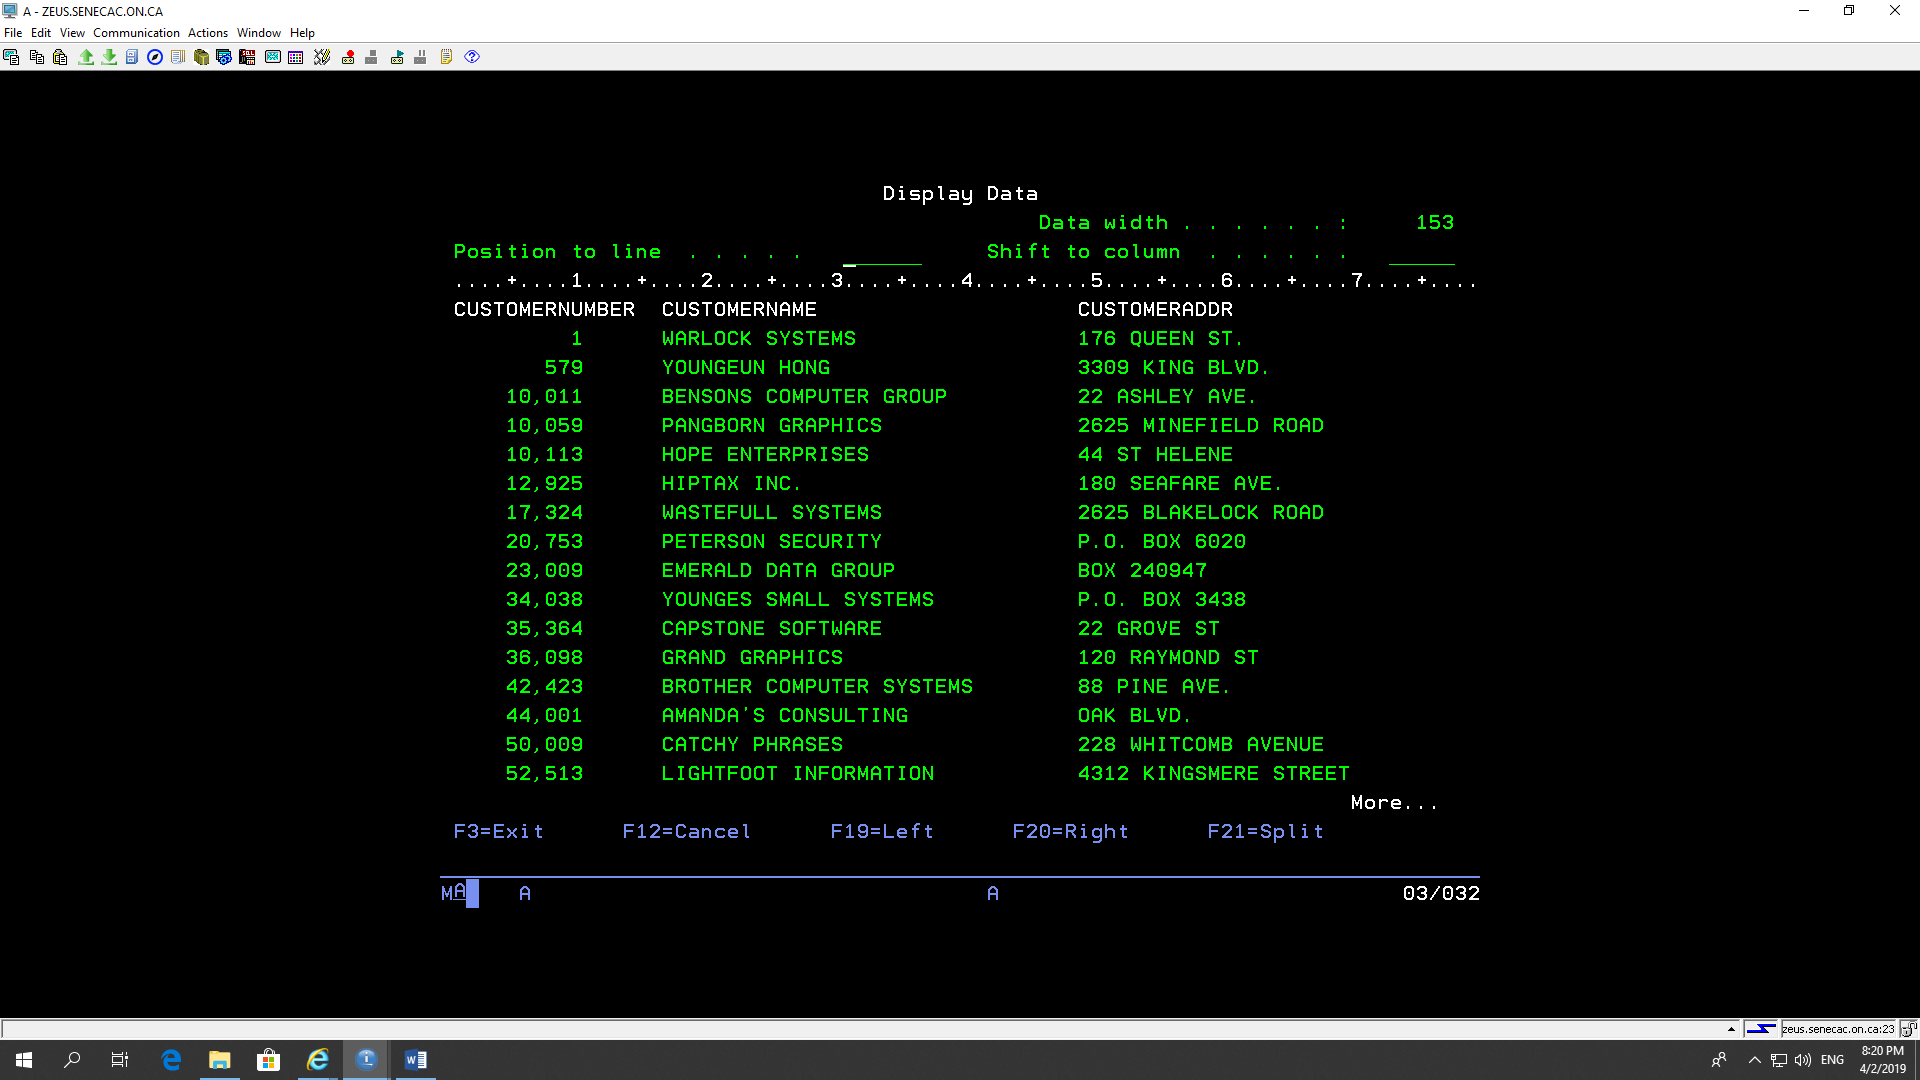 A - ZEUS.SENECAC.ON.CA
File Edit View Communication Actions Window Help
Display Data
Data width . . . . . . : 153
Position to line . . . . . ______ Shift to column . . . . . . _____
....+....1....+....2....+....3....+....4....+....5....+....6....+....7....+....
CUSTOMERNUMBER CUSTOMERNAME CUSTOMERADDR
1 WARLOCK SYSTEMS 176 QUEEN ST.
579 YOUNGEUN HONG 3309 KING BLVD.
10,011 BENSONS COMPUTER GROUP 22 ASHLEY AVE.
10,059 PANGBORN GRAPHICS 2625 MINEFIELD ROAD
10,113 HOPE ENTERPRISES 44 ST HELENE
12,925 HIPTAX INC. 180 SEAFARE AVE.
17,324 WASTEFULL SYSTEMS 2625 BLAKELOCK ROAD
20,753 PETERSON SECURITY P.O. BOX 6020
23,009 EMERALD DATA GROUP BOX 240947
34,038 YOUNGES SMALL SYSTEMS P.O. BOX 3438
35,364 CAPSTONE SOFTWARE 22 GROVE ST
36,098 GRAND GRAPHICS 120 RAYMOND ST
42,423 BROTHER COMPUTER SYSTEMS 88 PINE AVE.
44,001 AMANDA'S CONSULTING OAK BLVD.
50,009 CATCHY PHRASES 228 WHITCOMB AVENUE
52,513 LIGHTFOOT INFORMATION 4312 KINGSMERE STREET
More...
F3=Exit F12=Cancel F19=Left F20=Right F21=Split
MA A A 03/032
zeus.senecac.on.ca:23
ENG 8:20 PM
4/2/2019